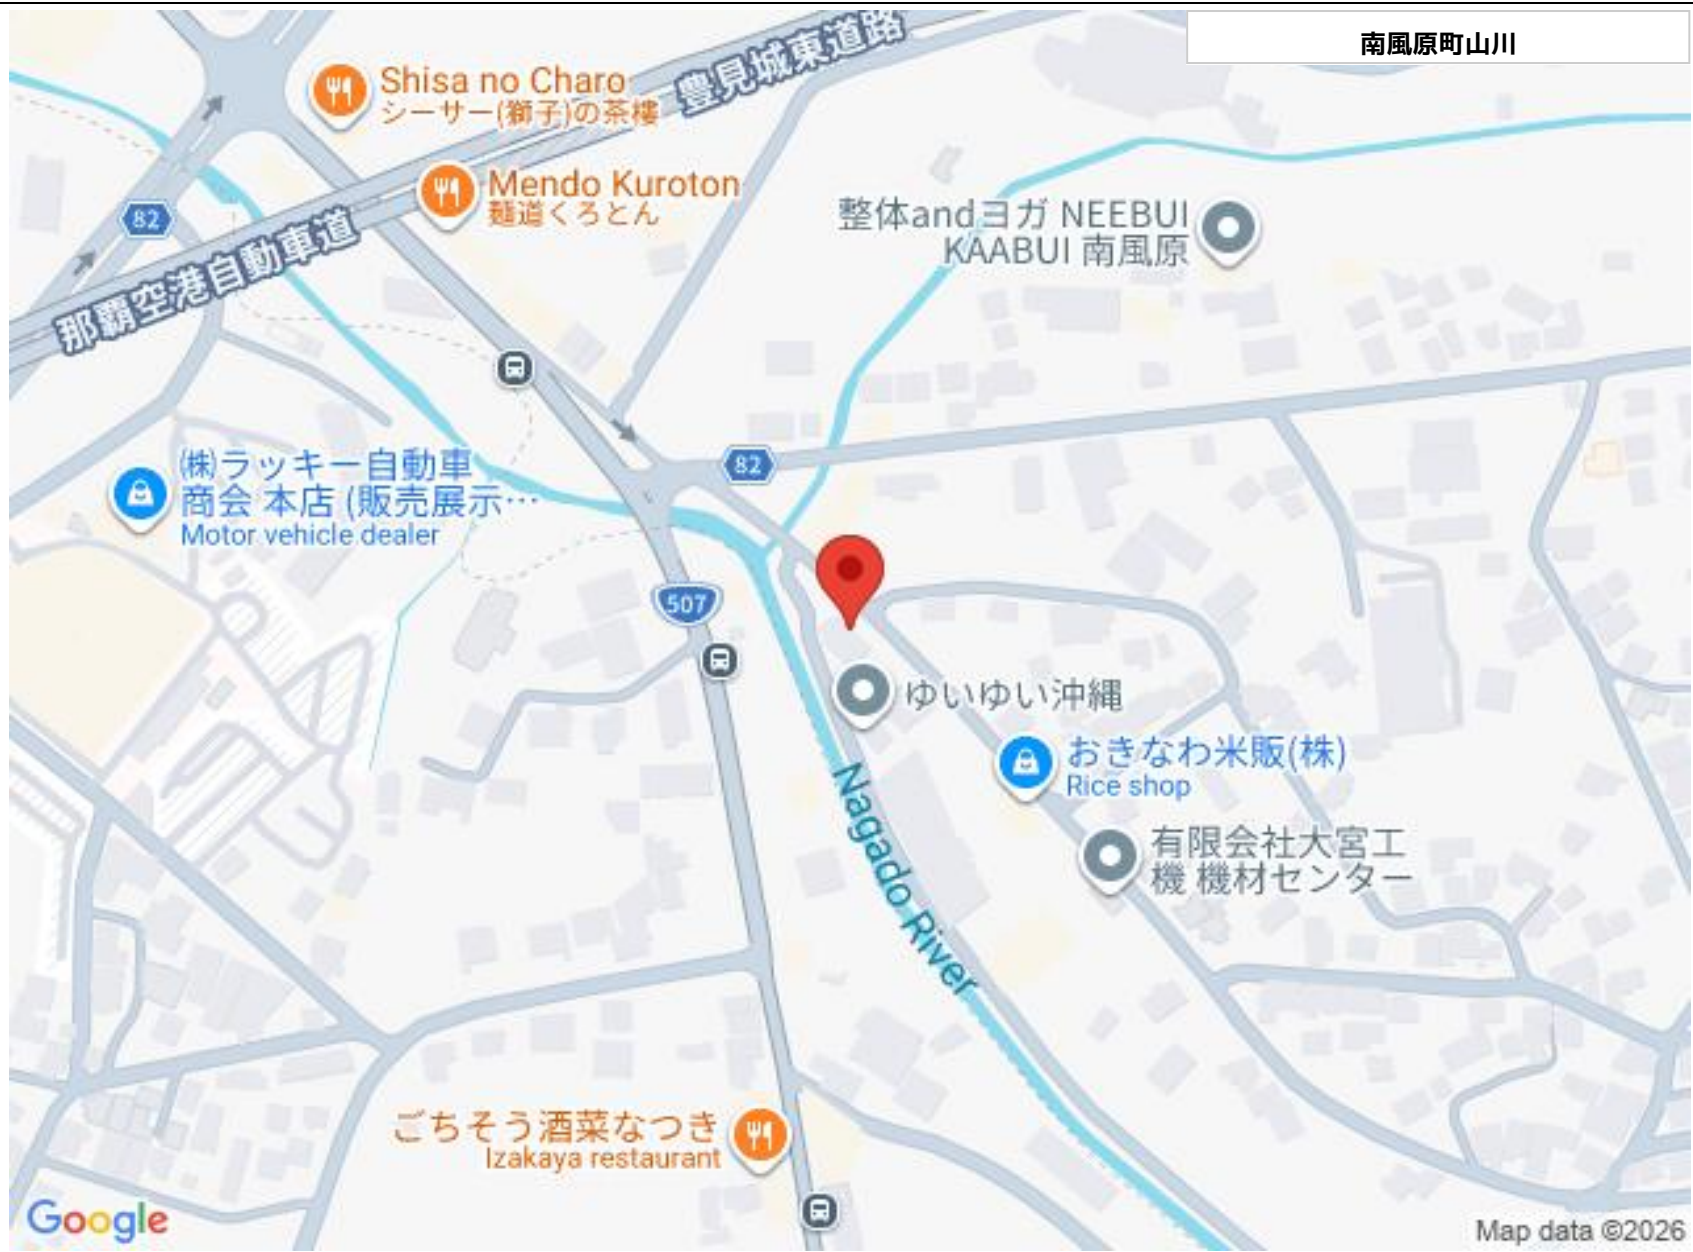 南風原町山川
Shisa no Charo
シーサー(獅子)の茶樓
豊見城東道路
Mendo Kuroton
麺道くろとん
82
那覇空港自動車道
整体andヨガ NEEBUI
KAABUI 南風原
㈱ラッキー自動車
商会 本店 (販売展示…
Motor vehicle dealer
82
507
ゆいゆい沖縄
おきなわ米販(株)
Rice shop
Nagado River
有限会社大宮工
機 機材センター
ごちそう酒菜なつき
Izakaya restaurant
Google
Map data ©2026